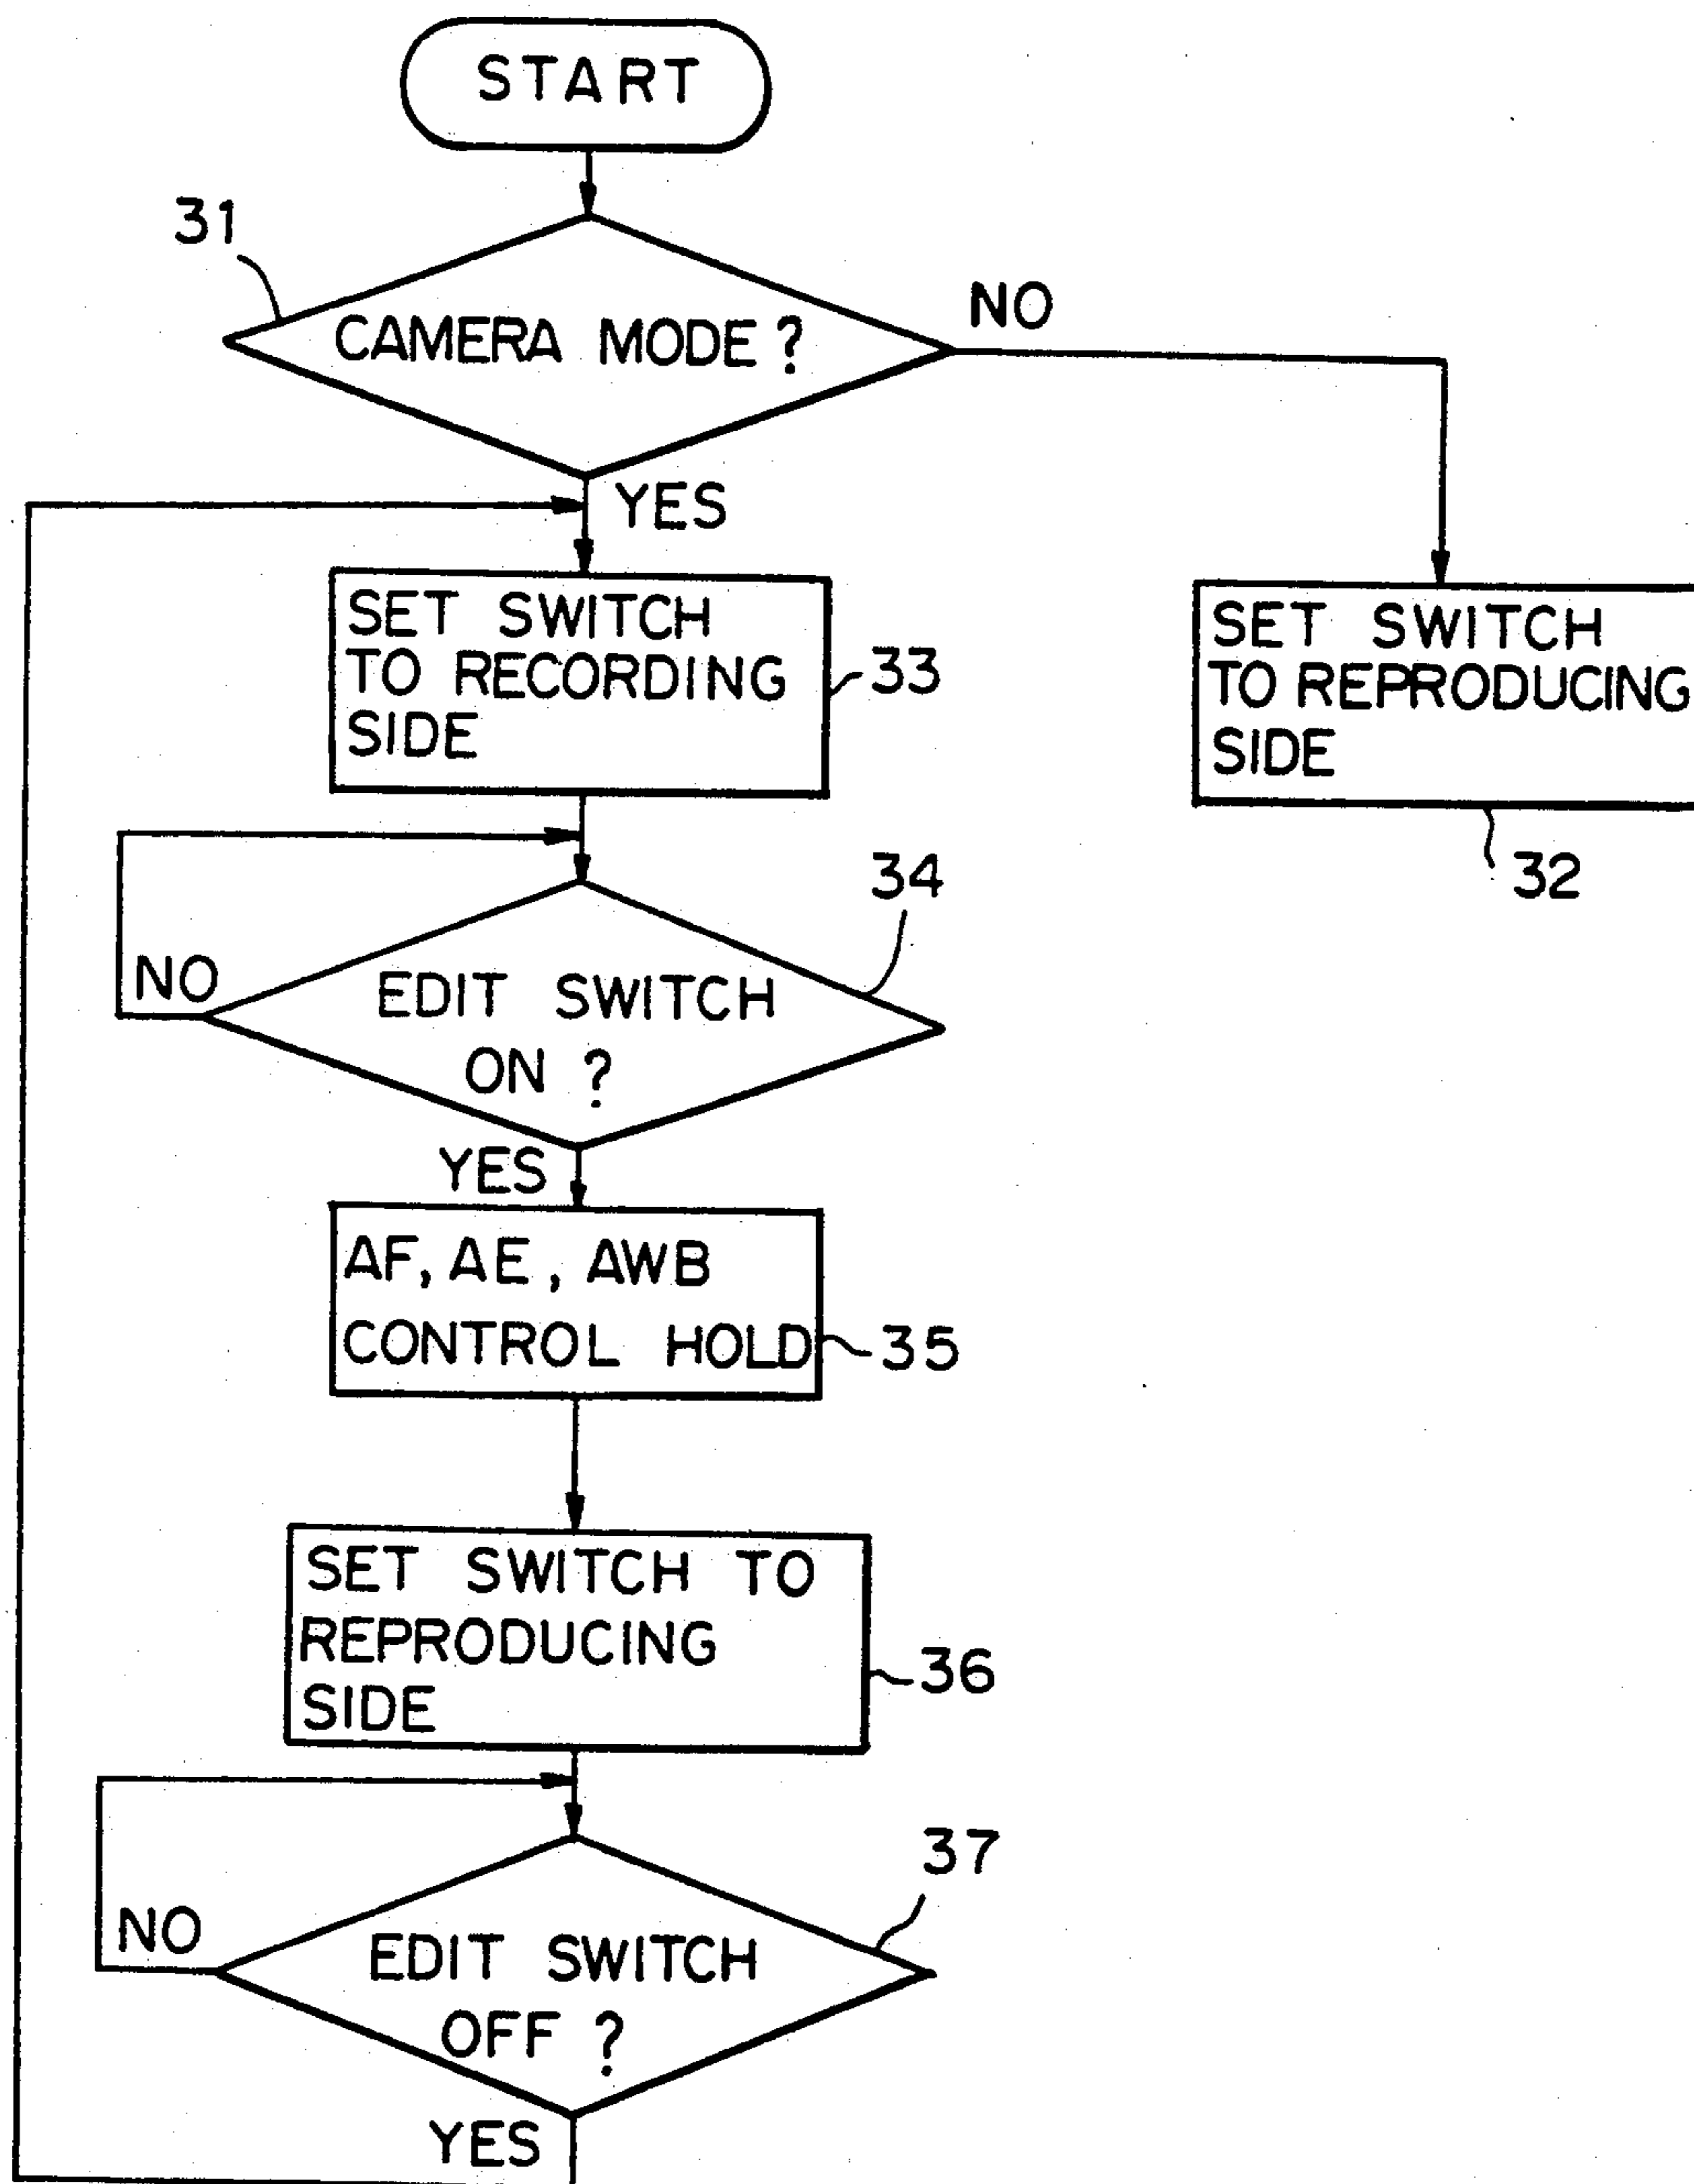 START
31
CAMERA MODE ?
NO
YES
SET SWITCH
TO RECORDING
SIDE
33
SET SWITCH
TO REPRODUCING
SIDE
32
34
NO
EDIT SWITCH
ON ?
YES
AF, AE, AWB
CONTROL HOLD
35
SET SWITCH TO
REPRODUCING
SIDE
36
37
NO
EDIT SWITCH
OFF ?
YES